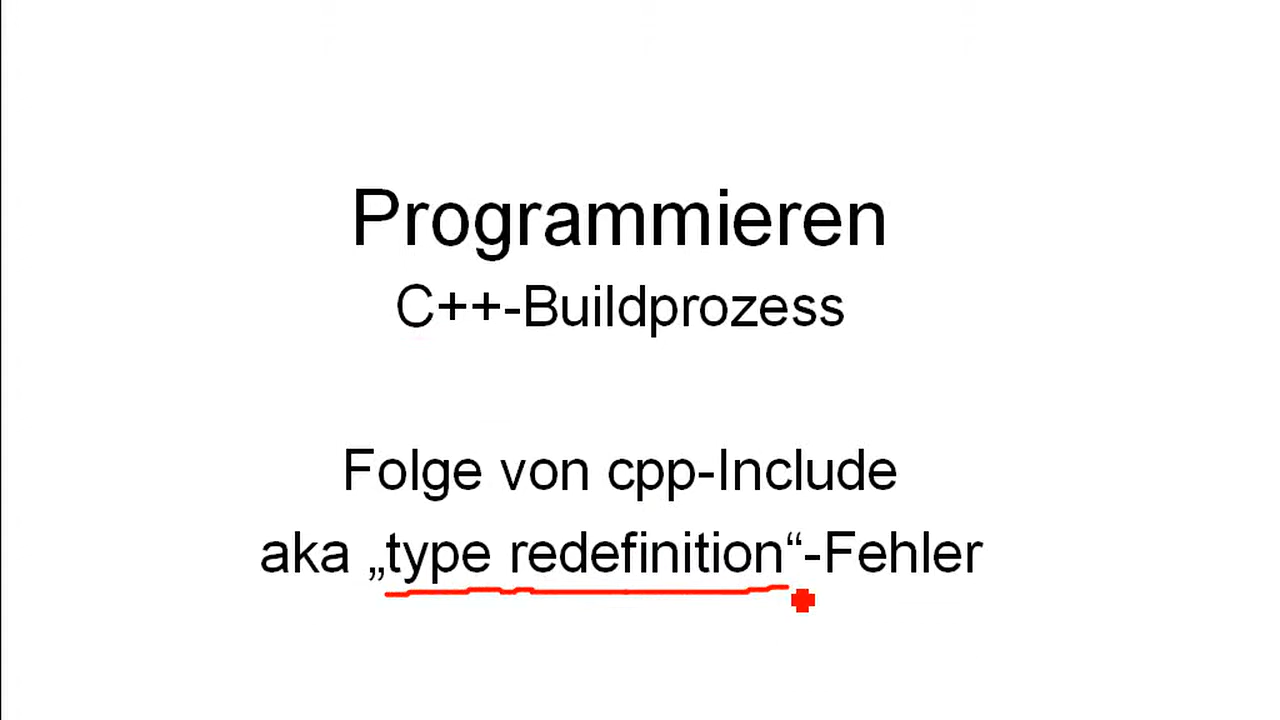 Programmieren
C++-Buildprozess
Folge von cpp-Include
aka „type redefinition“-Fehler